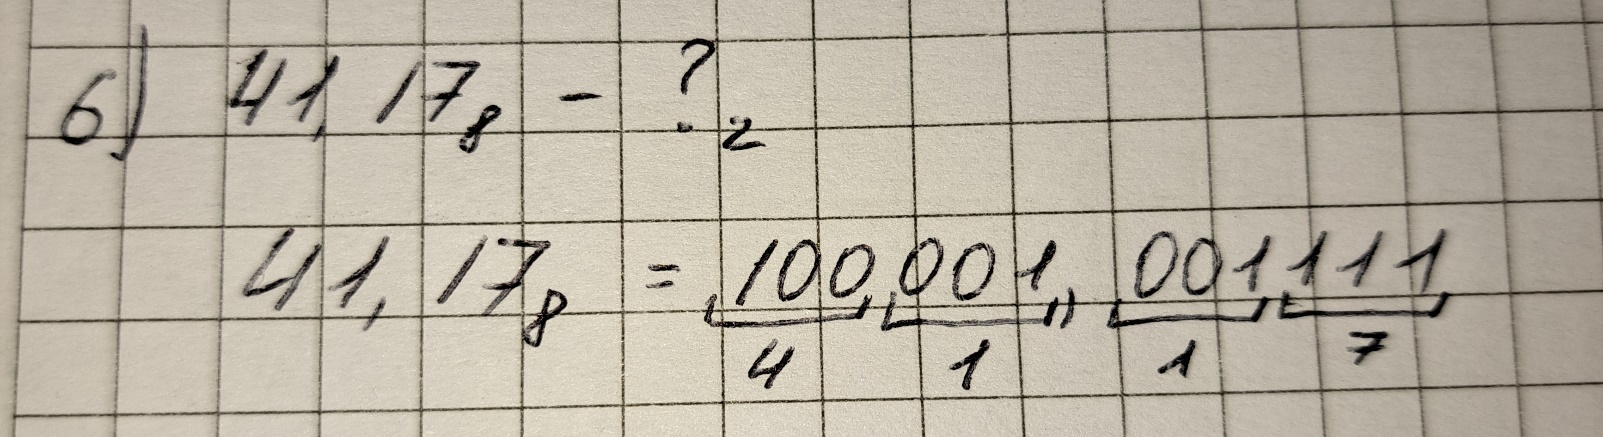 6) 41,17₈ - ?₂
41,17₈ = 100 001, 001 111
4 1 1 7